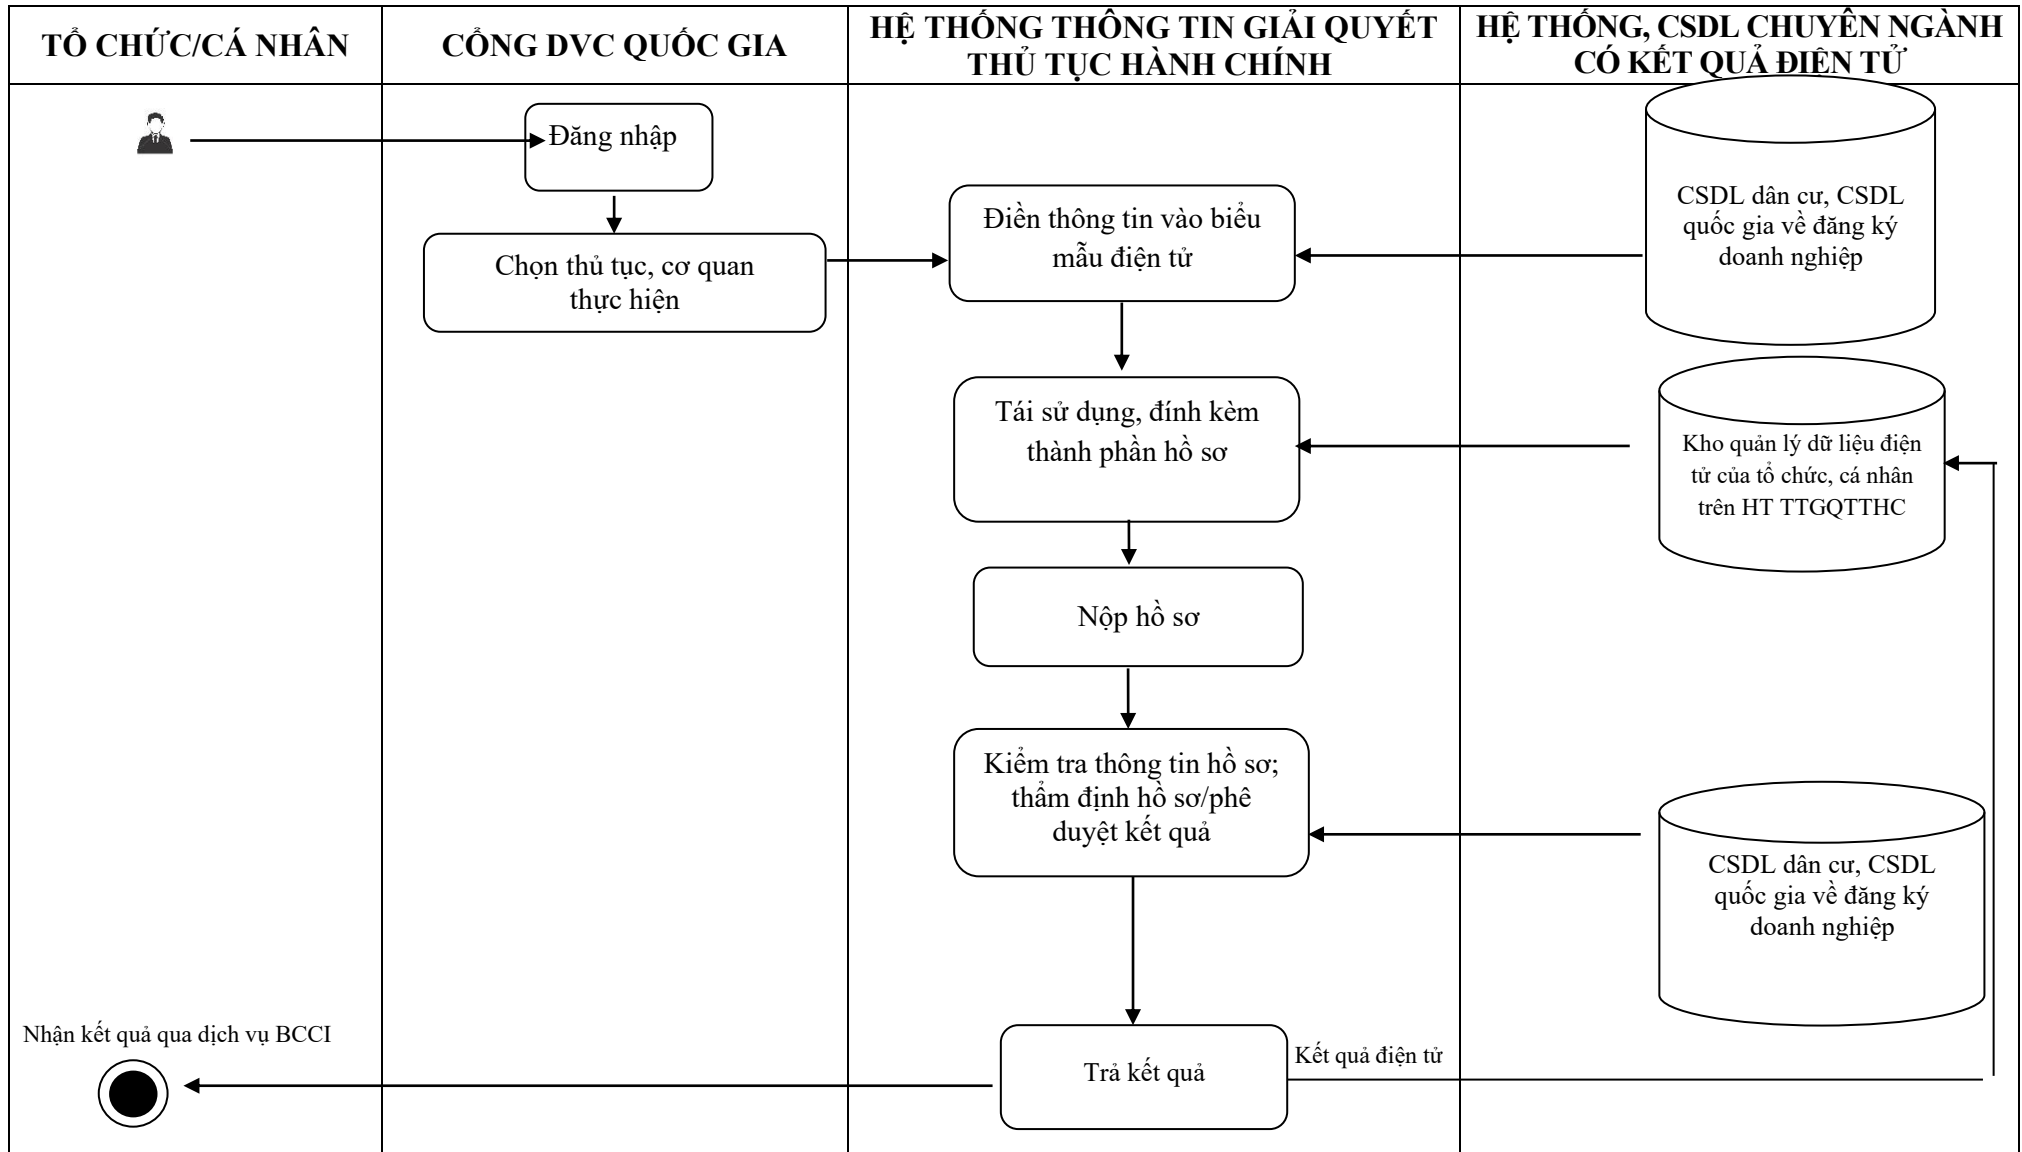 TỔ CHỨC/CÁ NHÂN
CỔNG DVC QUỐC GIA
HỆ THỐNG THÔNG TIN GIẢI QUYẾT
THỦ TỤC HÀNH CHÍNH
HỆ THỐNG, CSDL CHUYÊN NGÀNH
CÓ KẾT QUẢ ĐIỆN TỬ
Đăng nhập
Chọn thủ tục, cơ quan
thực hiện
Điền thông tin vào biểu
mẫu điện tử
CSDL dân cư, CSDL
quốc gia về đăng ký
doanh nghiệp
Tái sử dụng, đính kèm
thành phần hồ sơ
Kho quản lý dữ liệu điện
tử của tổ chức, cá nhân
trên HT TTGQTTHC
Nộp hồ sơ
Kiểm tra thông tin hồ sơ;
thẩm định hồ sơ/phê
duyệt kết quả
CSDL dân cư, CSDL
quốc gia về đăng ký
doanh nghiệp
Nhận kết quả qua dịch vụ BCCI
Trả kết quả
Kết quả điện tử